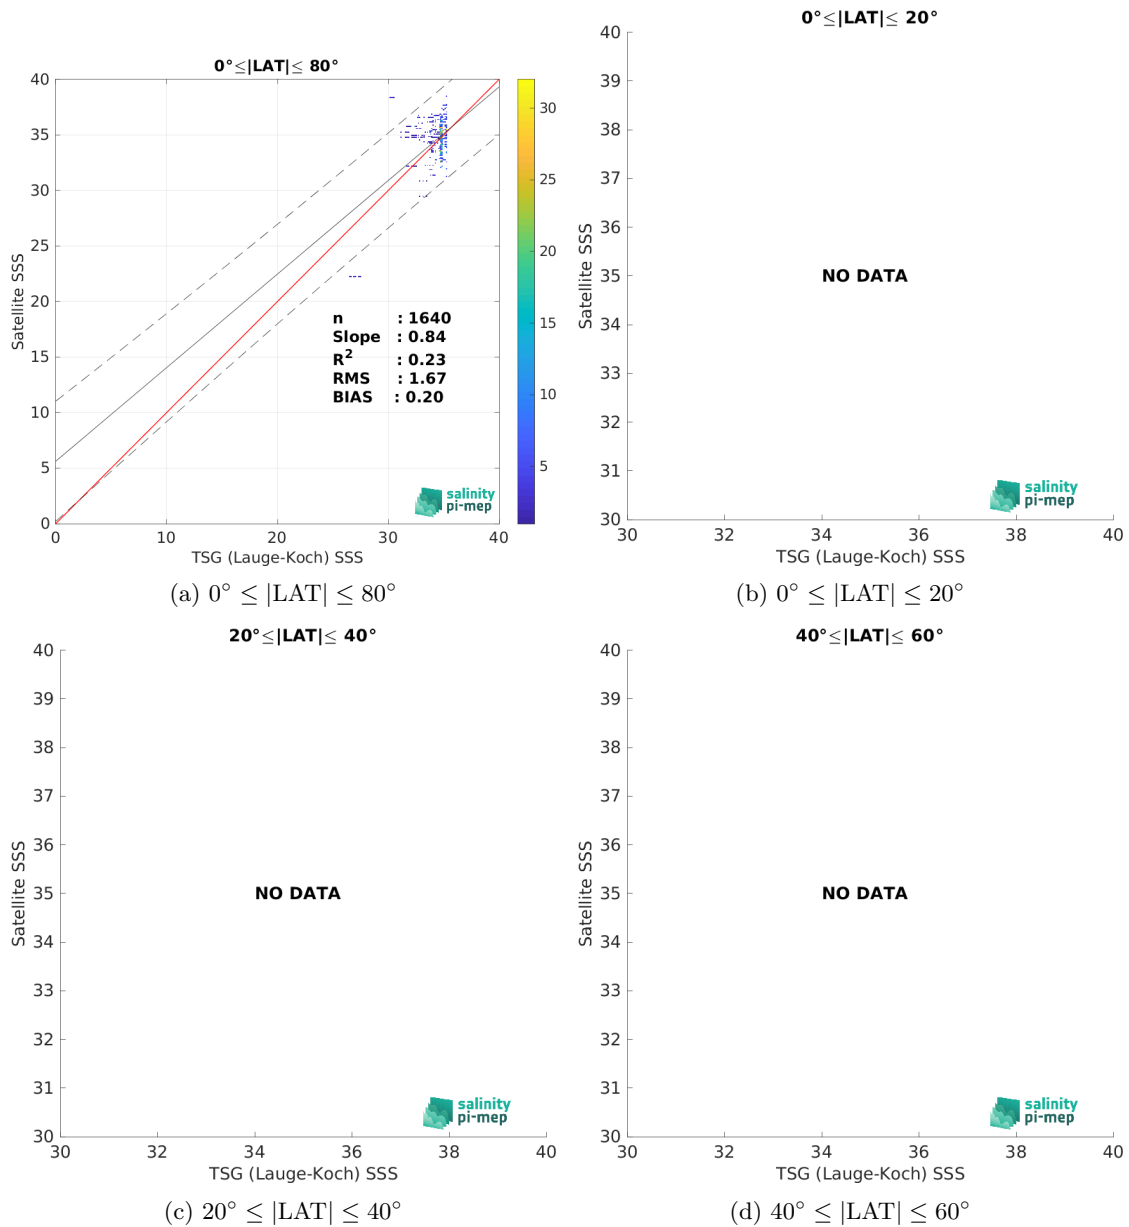 0°≤|LAT|≤ 80°
40
35
30
25
20
15
10
5
0
0
10
20
30
40
Satellite SSS
TSG (Lauge-Koch) SSS
n : 1640
Slope : 0.84
R² : 0.23
RMS : 1.67
BIAS : 0.20
salinity
pi-mep
30
25
20
15
10
5
(a) 0° ≤ |LAT| ≤ 80°
0°≤|LAT|≤ 20°
40
39
38
37
36
35
34
33
32
31
30
30
32
34
36
38
40
Satellite SSS
TSG (Lauge-Koch) SSS
NO DATA
salinity
pi-mep
(b) 0° ≤ |LAT| ≤ 20°
20°≤|LAT|≤ 40°
40
39
38
37
36
35
34
33
32
31
30
30
32
34
36
38
40
Satellite SSS
TSG (Lauge-Koch) SSS
NO DATA
salinity
pi-mep
(c) 20° ≤ |LAT| ≤ 40°
40°≤|LAT|≤ 60°
40
39
38
37
36
35
34
33
32
31
30
30
32
34
36
38
40
Satellite SSS
TSG (Lauge-Koch) SSS
NO DATA
salinity
pi-mep
(d) 40° ≤ |LAT| ≤ 60°